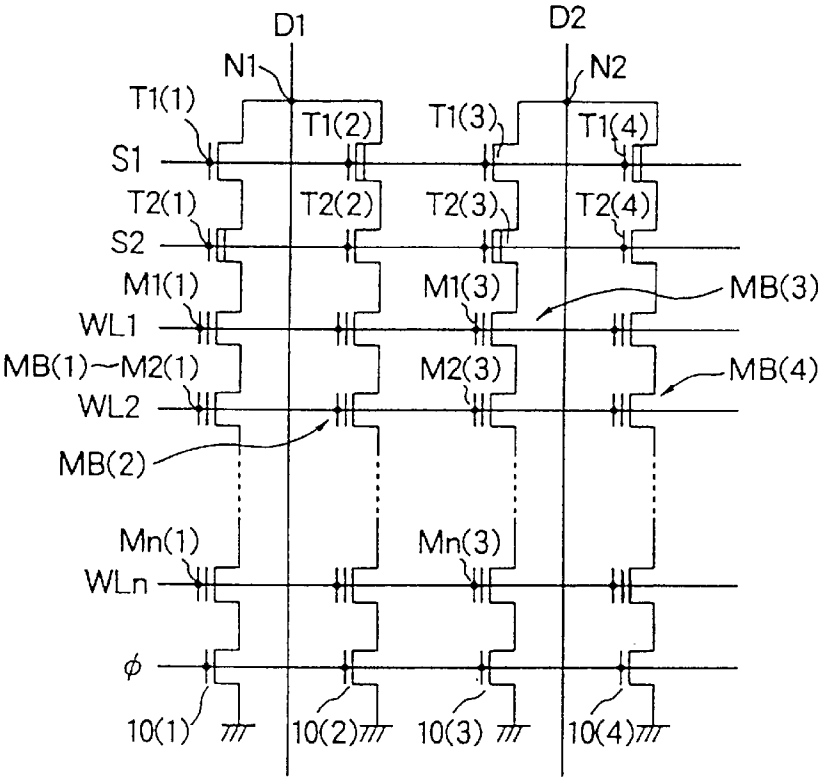 D1 D2
N1 N2
T1(1) T1(2) T1(3) T1(4)
S1
T2(1) T2(2) T2(3) T2(4)
S2
M1(1) M1(3) MB(3)
WL1
MB(1)~M2(1) M2(3) MB(4)
WL2
MB(2)
Mn(1) Mn(3)
WLn
ϕ
10(1) 10(2) 10(3) 10(4)